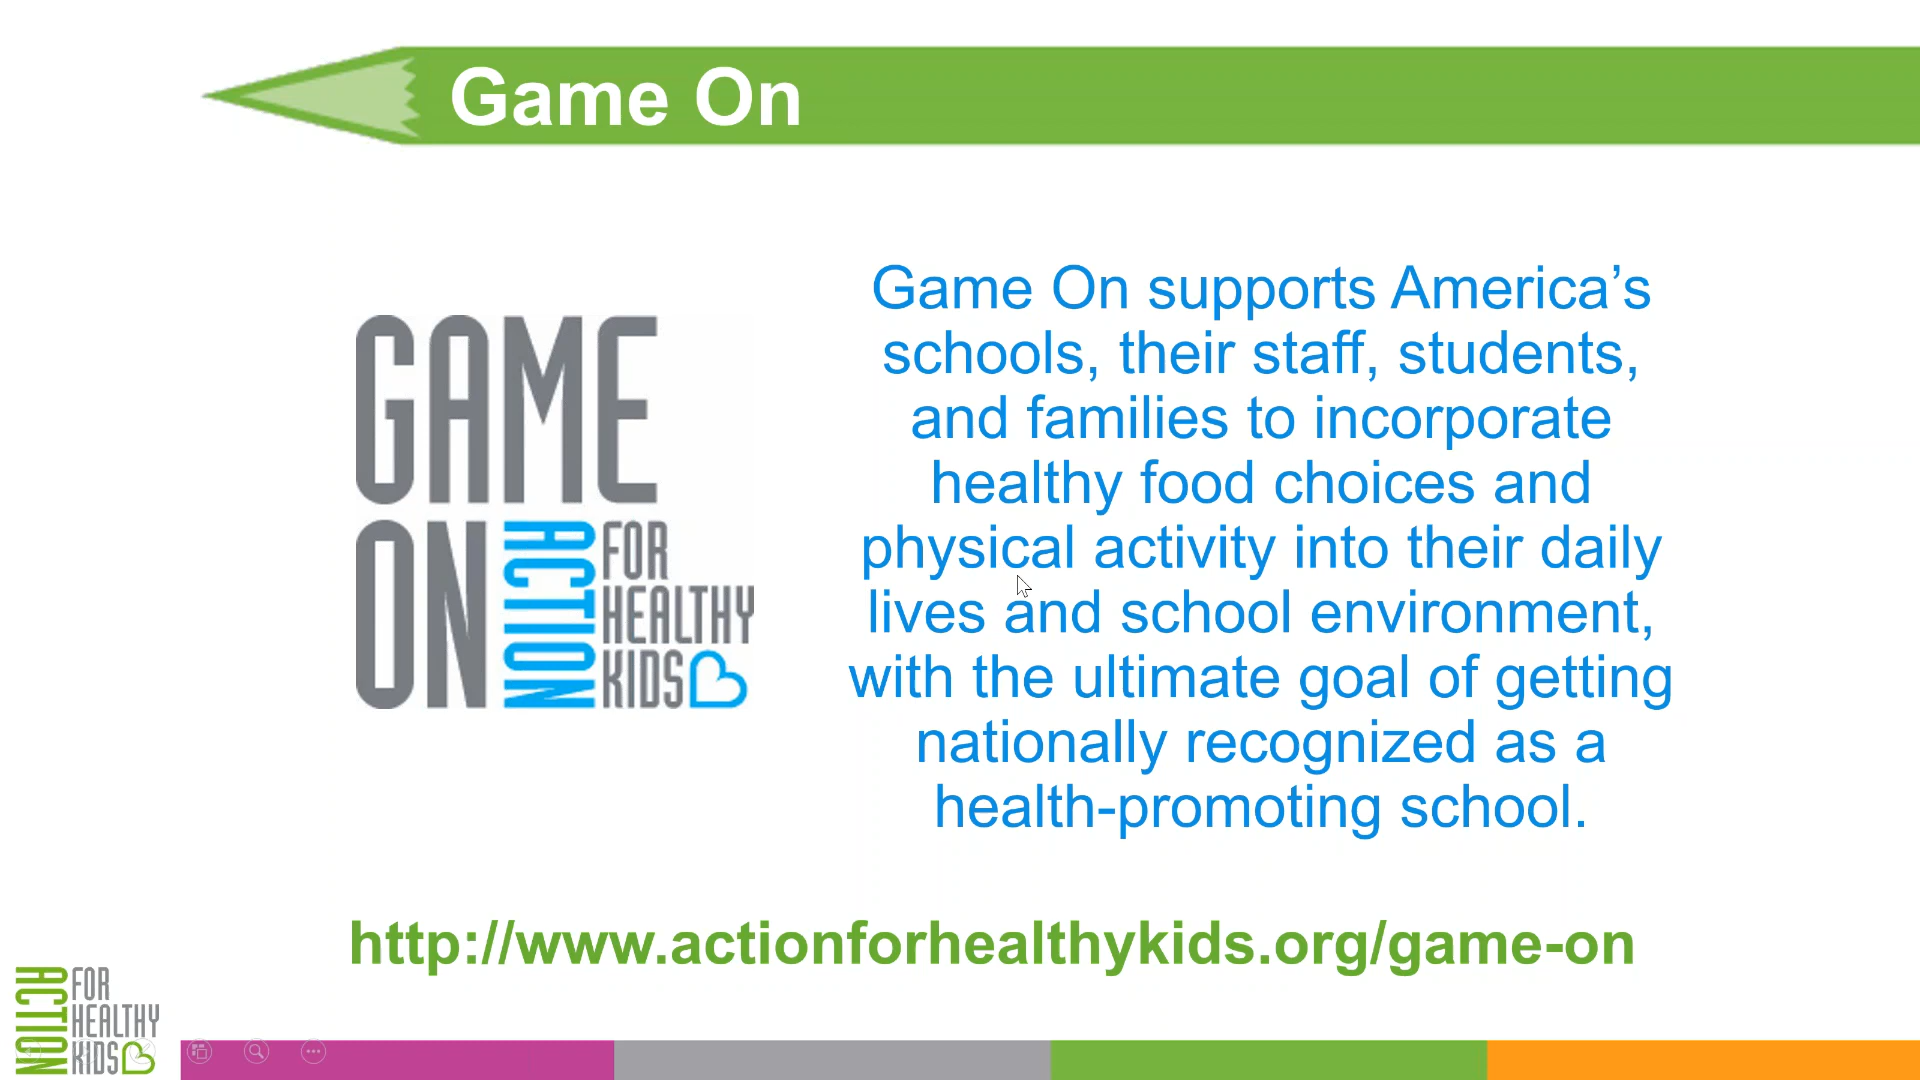 Game On
GAME
ON
ACTION
FOR
HEALTHY
KIDS
Game On supports America’s
schools, their staff, students,
and families to incorporate
healthy food choices and
physical activity into their daily
lives and school environment,
with the ultimate goal of getting
nationally recognized as a
health-promoting school.
http://www.actionforhealthykids.org/game-on
ACTION
FOR
HEALTHY
KIDS